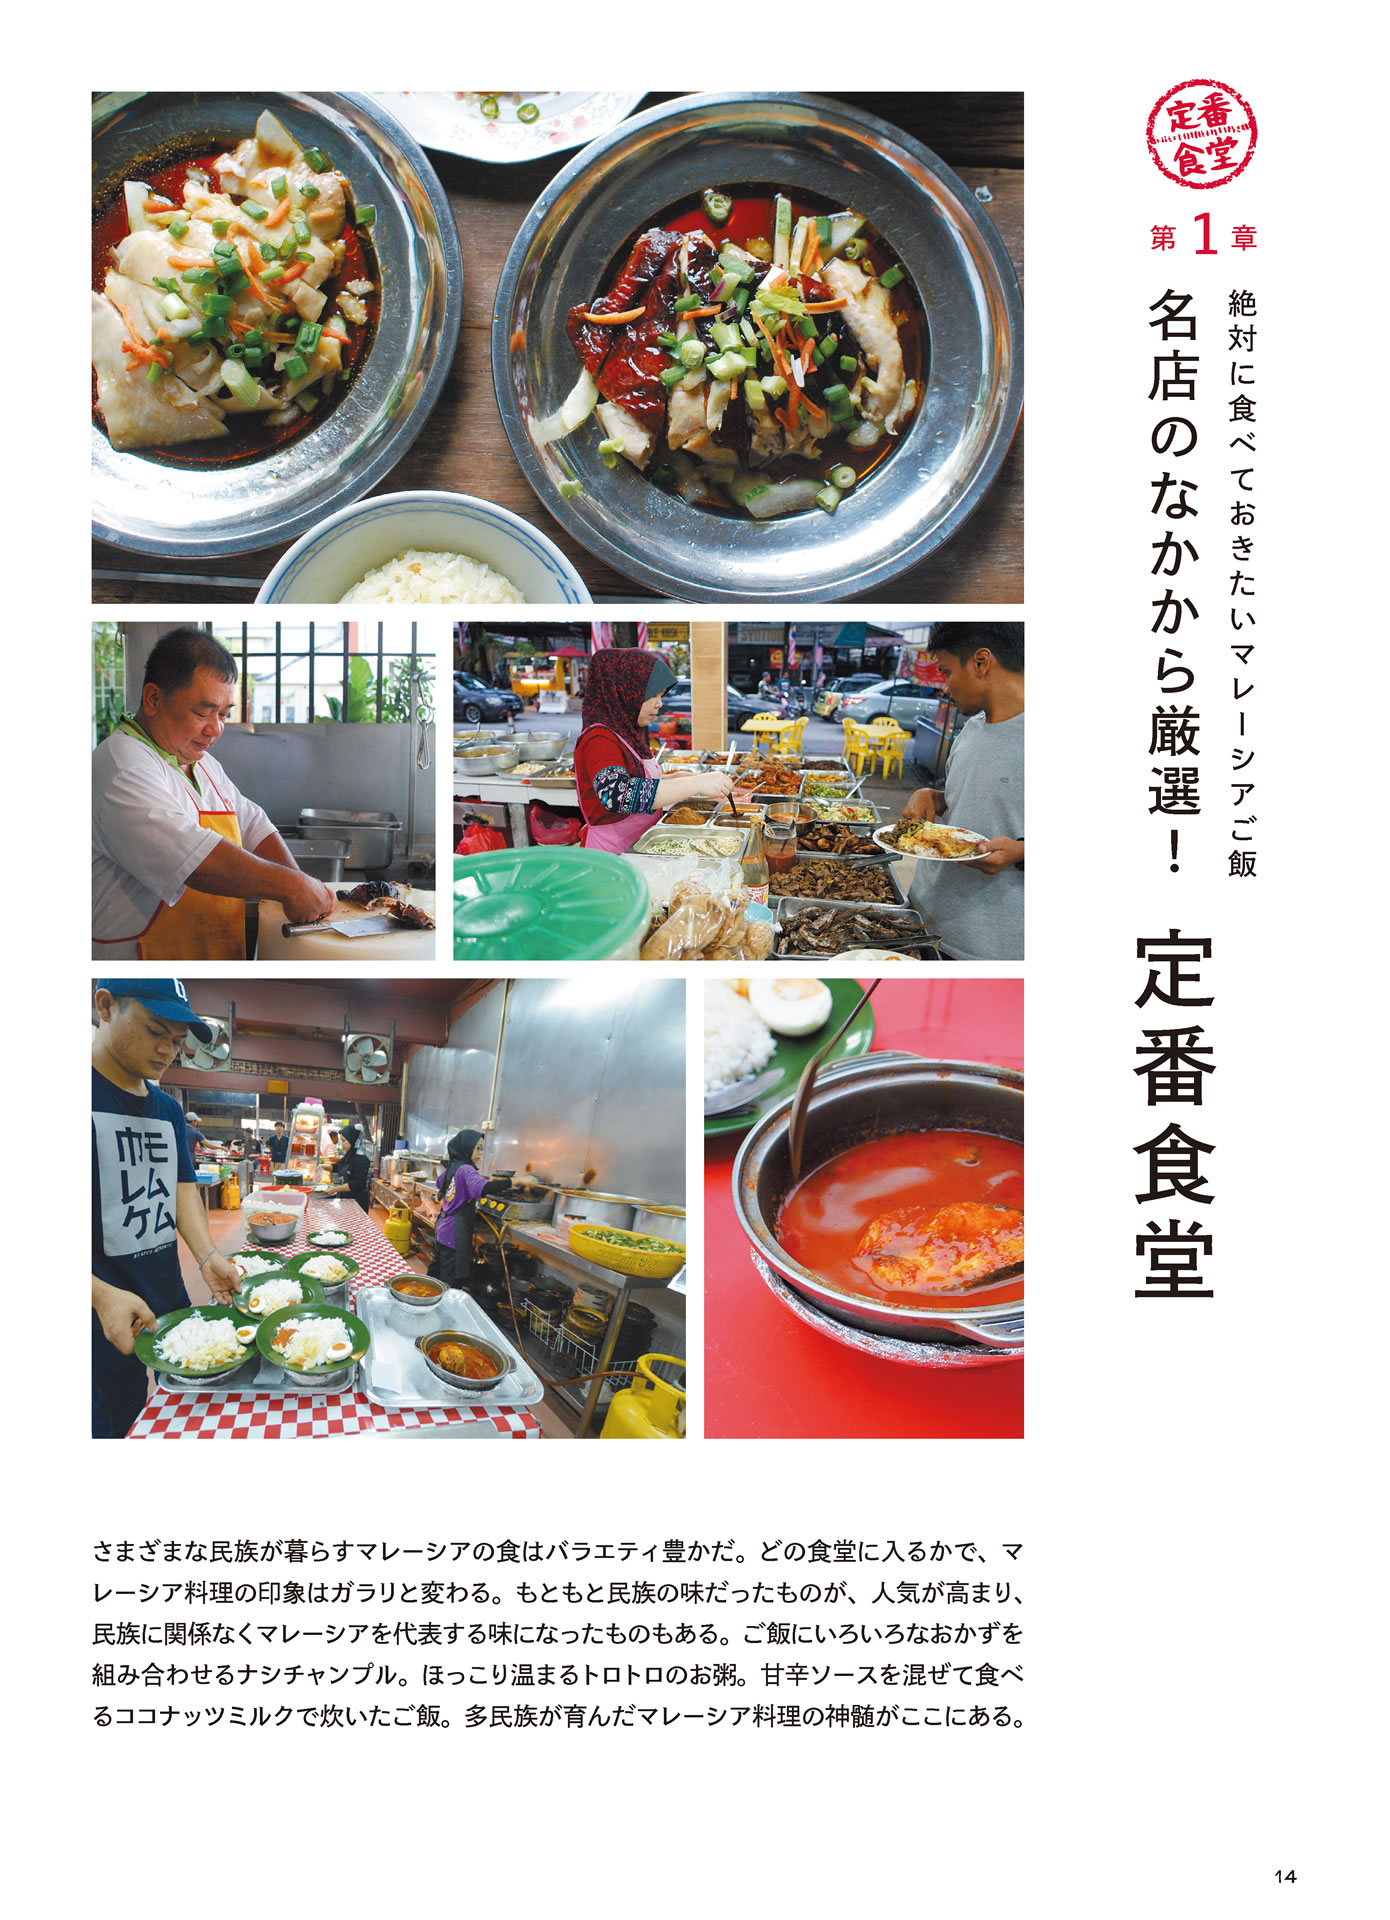 定番
食堂
第1章
絶対に食べておきたいマレーシアご飯
名店のなかから厳選！ 定番食堂
さまざまな民族が暮らすマレーシアの食はバラエティ豊かだ。どの食堂に入るかで、マ
レーシア料理の印象はガラリと変わる。もともと民族の味だったものが、人気が高まり、
民族に関係なくマレーシアを代表する味になったものもある。ご飯にいろいろなおかずを
組み合わせるナシチャンプル。ほっこり温まるトロトロのお粥。甘辛ソースを混ぜて食べ
るココナッツミルクで炊いたご飯。多民族が育んだマレーシア料理の神髄がここにある。
14